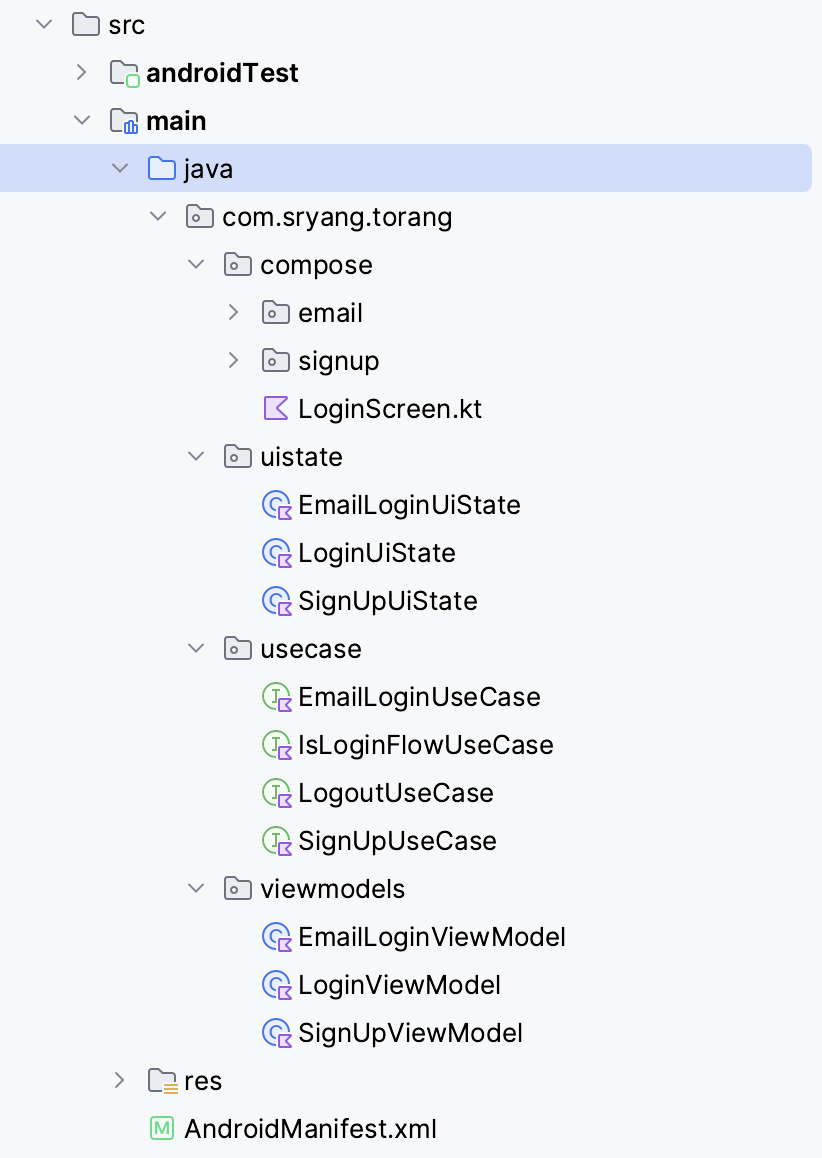 src
androidTest
main
java
com.sryang.torang
compose
email
signup
LoginScreen.kt
uistate
EmailLoginUiState
LoginUiState
SignUpUiState
usecase
EmailLoginUseCase
IsLoginFlowUseCase
LogoutUseCase
SignUpUseCase
viewmodels
EmailLoginViewModel
LoginViewModel
SignUpViewModel
res
AndroidManifest.xml